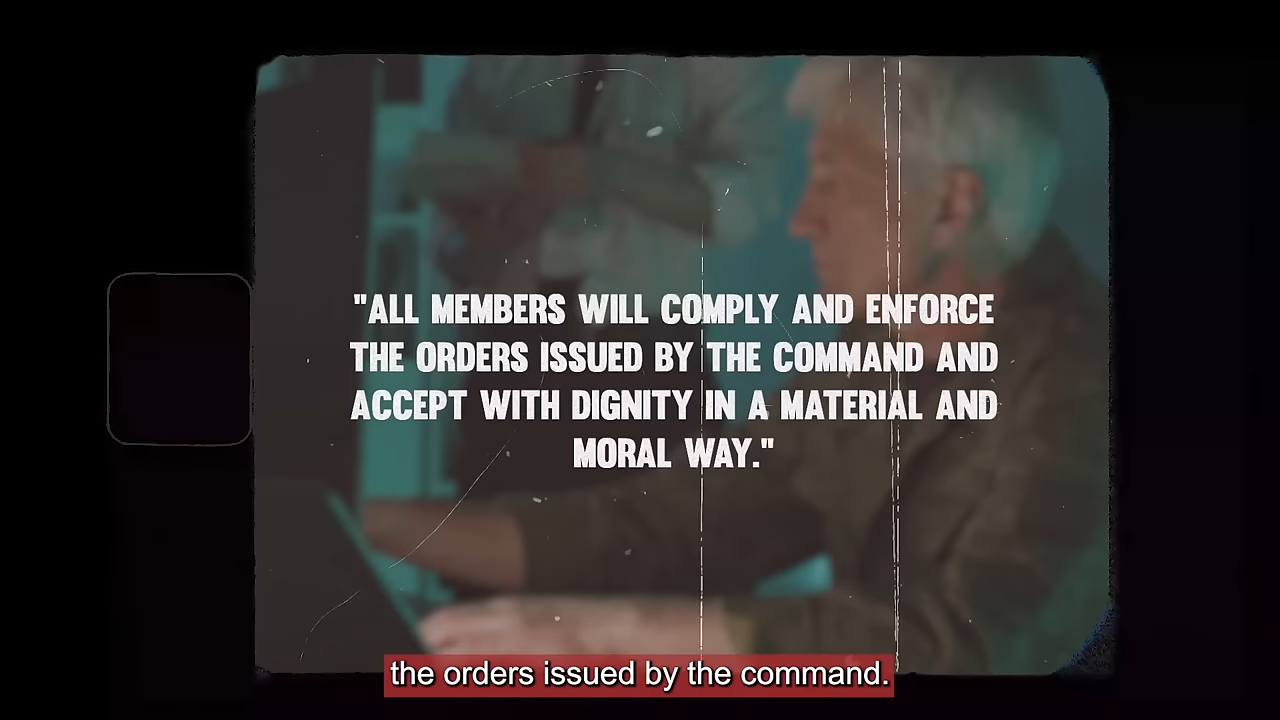 "ALL MEMBERS WILL COMPLY AND ENFORCE
THE ORDERS ISSUED BY THE COMMAND AND
ACCEPT WITH DIGNITY IN A MATERIAL AND
MORAL WAY."
the orders issued by the command.